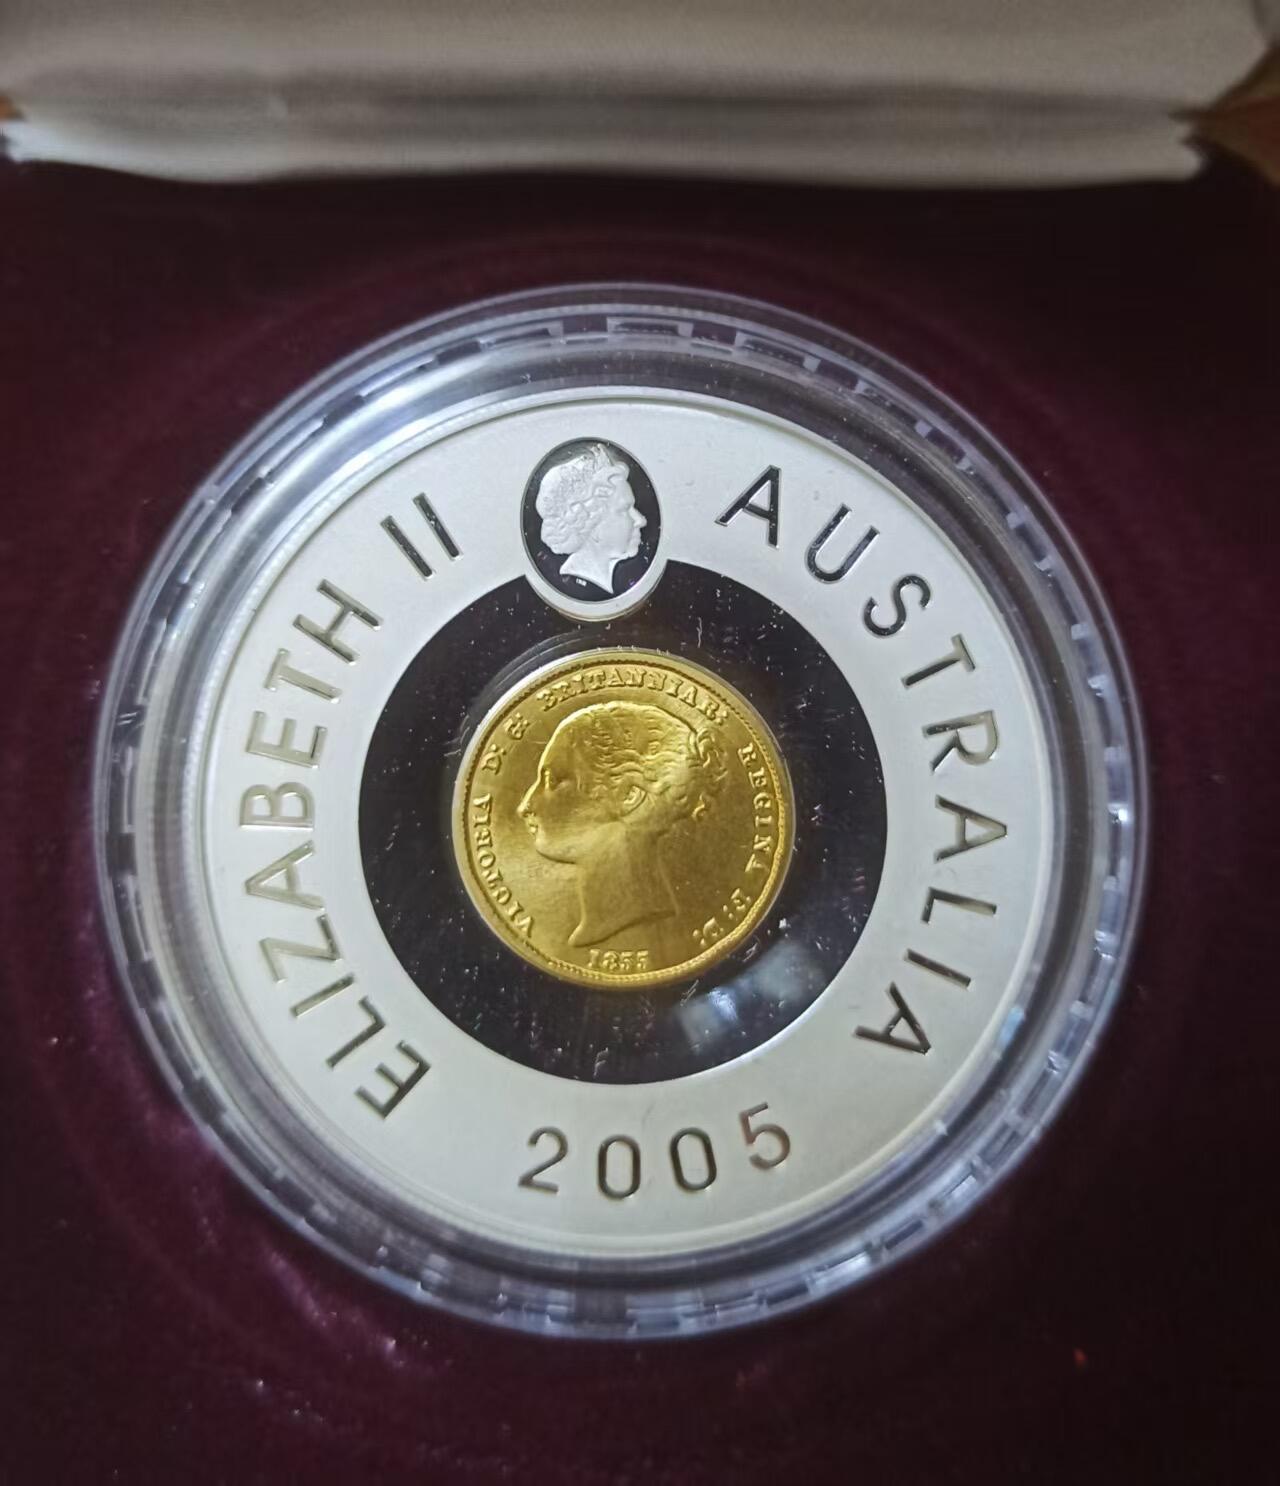 ELIZABETH II
AUSTRALIA
2005
VICTORIA D: G: BRITANNIAR: REGINA F: D:
1855